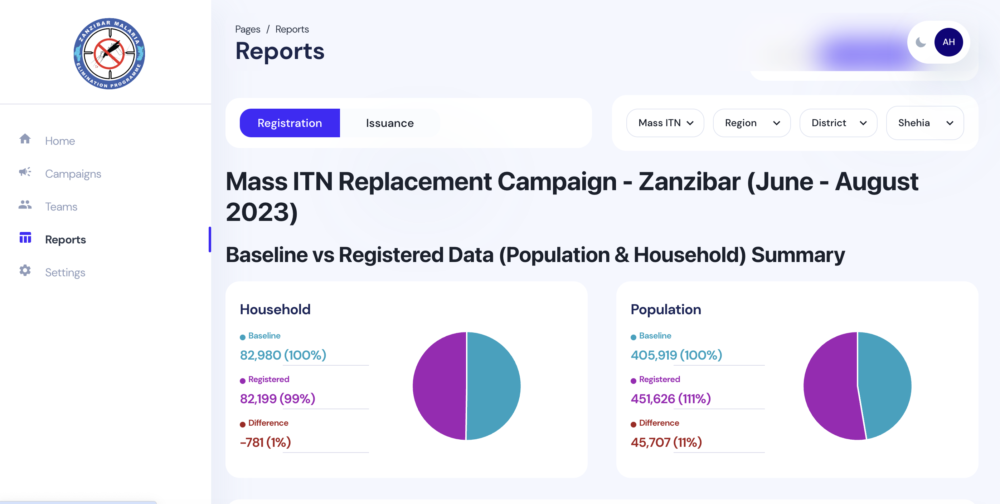 ZANZIBAR MALARIA
ELIMINATION PROGRAMME
Home
Campaigns
Teams
Reports
Settings
Pages / Reports
Reports
AH
Registration
Issuance
Mass ITN
Region
District
Shehia
Mass ITN Replacement Campaign - Zanzibar (June - August
2023)
Baseline vs Registered Data (Population & Household) Summary
Household
Baseline
82,980 (100%)
Registered
82,199 (99%)
Difference
-781 (1%)
Population
Baseline
405,919 (100%)
Registered
451,626 (111%)
Difference
45,707 (11%)